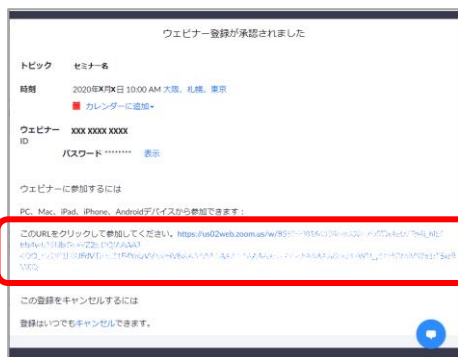 ウェビナー登録が承認されました
トピック セミナー名
時刻 2020年X月X日 10:00 AM 大阪、札幌、東京
カレンダーに追加
ウェビナー ID XXX XXXX XXXX
パスワード ******** 表示
ウェビナーに参加するには
PC、Mac、iPad、iPhone、Androidデバイスから参加できます：
このURLをクリックして参加してください。https://us02web.zoom.us/w/
この登録をキャンセルするには
登録はいつでもキャンセルできます。